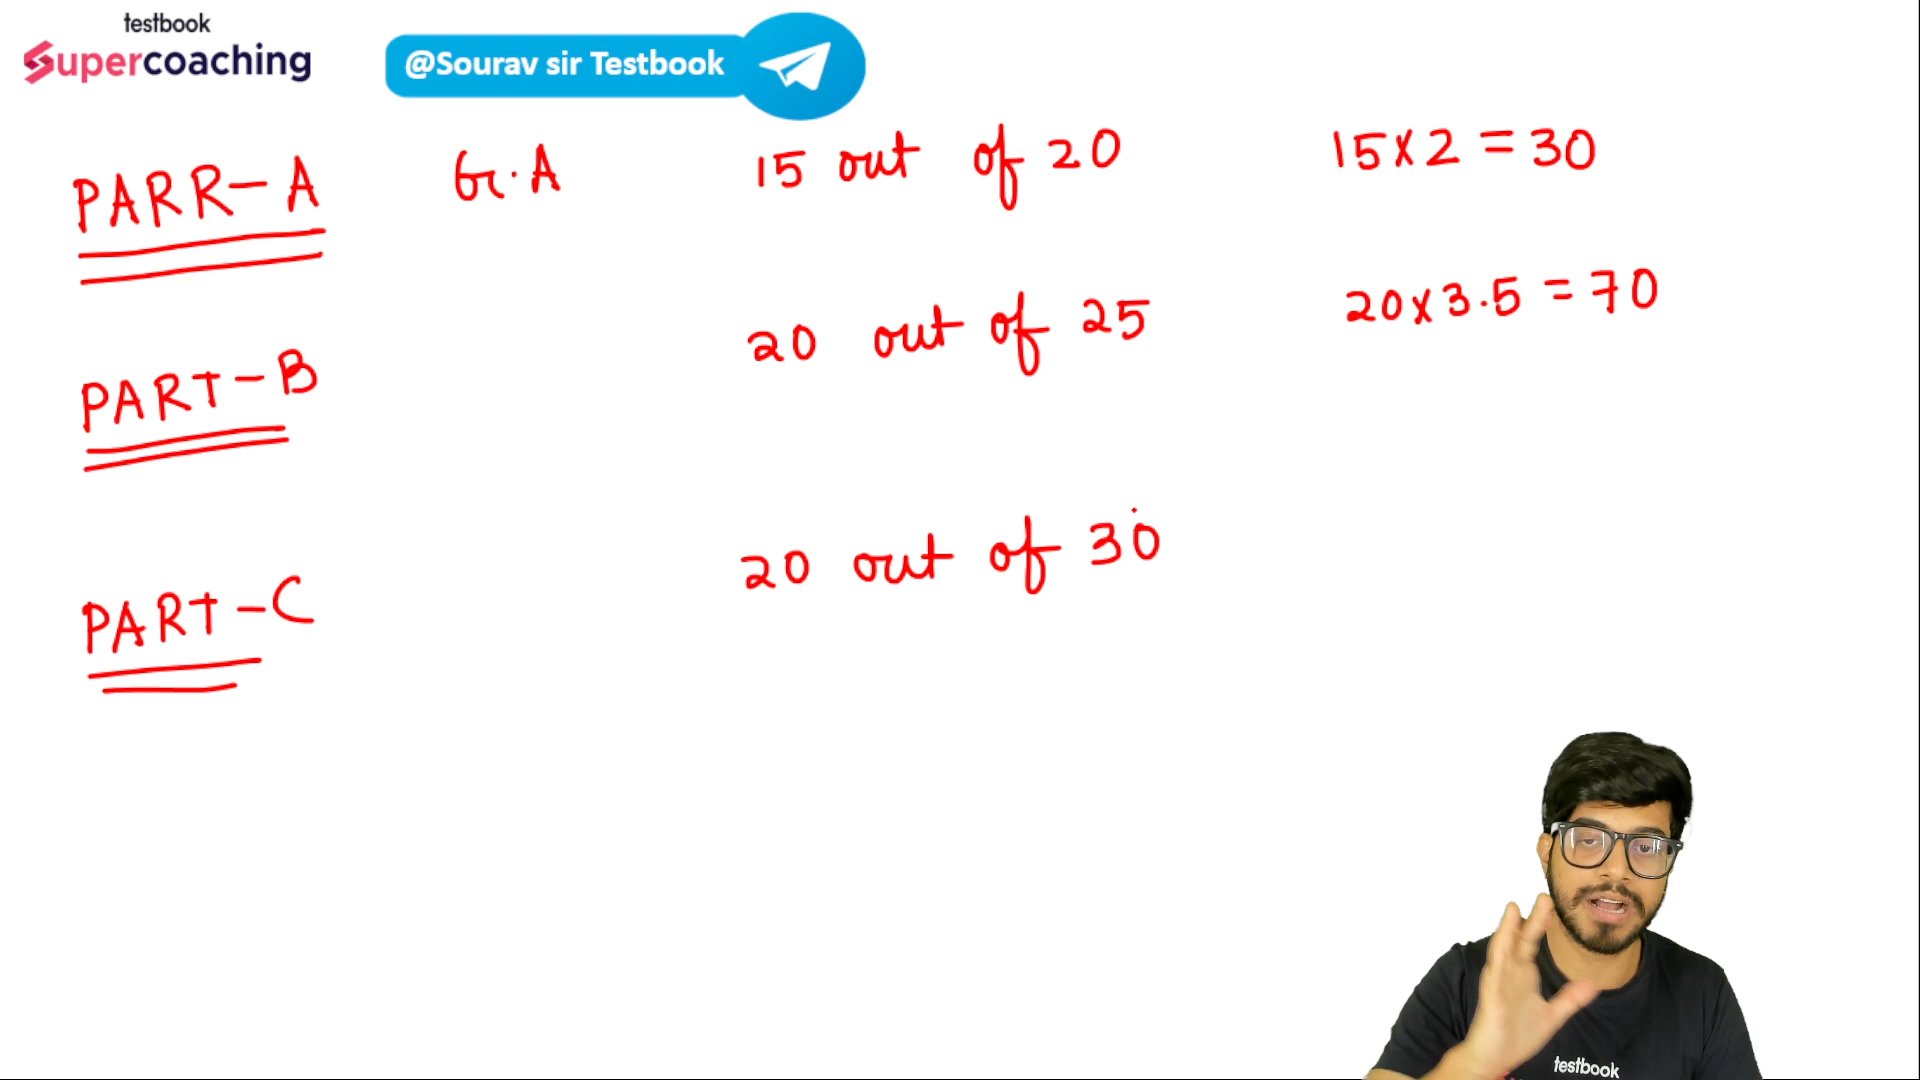 testbook
Supercoaching
@Sourav sir Testbook
PARR-A G.A 15 out of 20 15x2=30
PART-B 20 out of 25 20x3.5=70
PART-C 20 out of 30
testbook